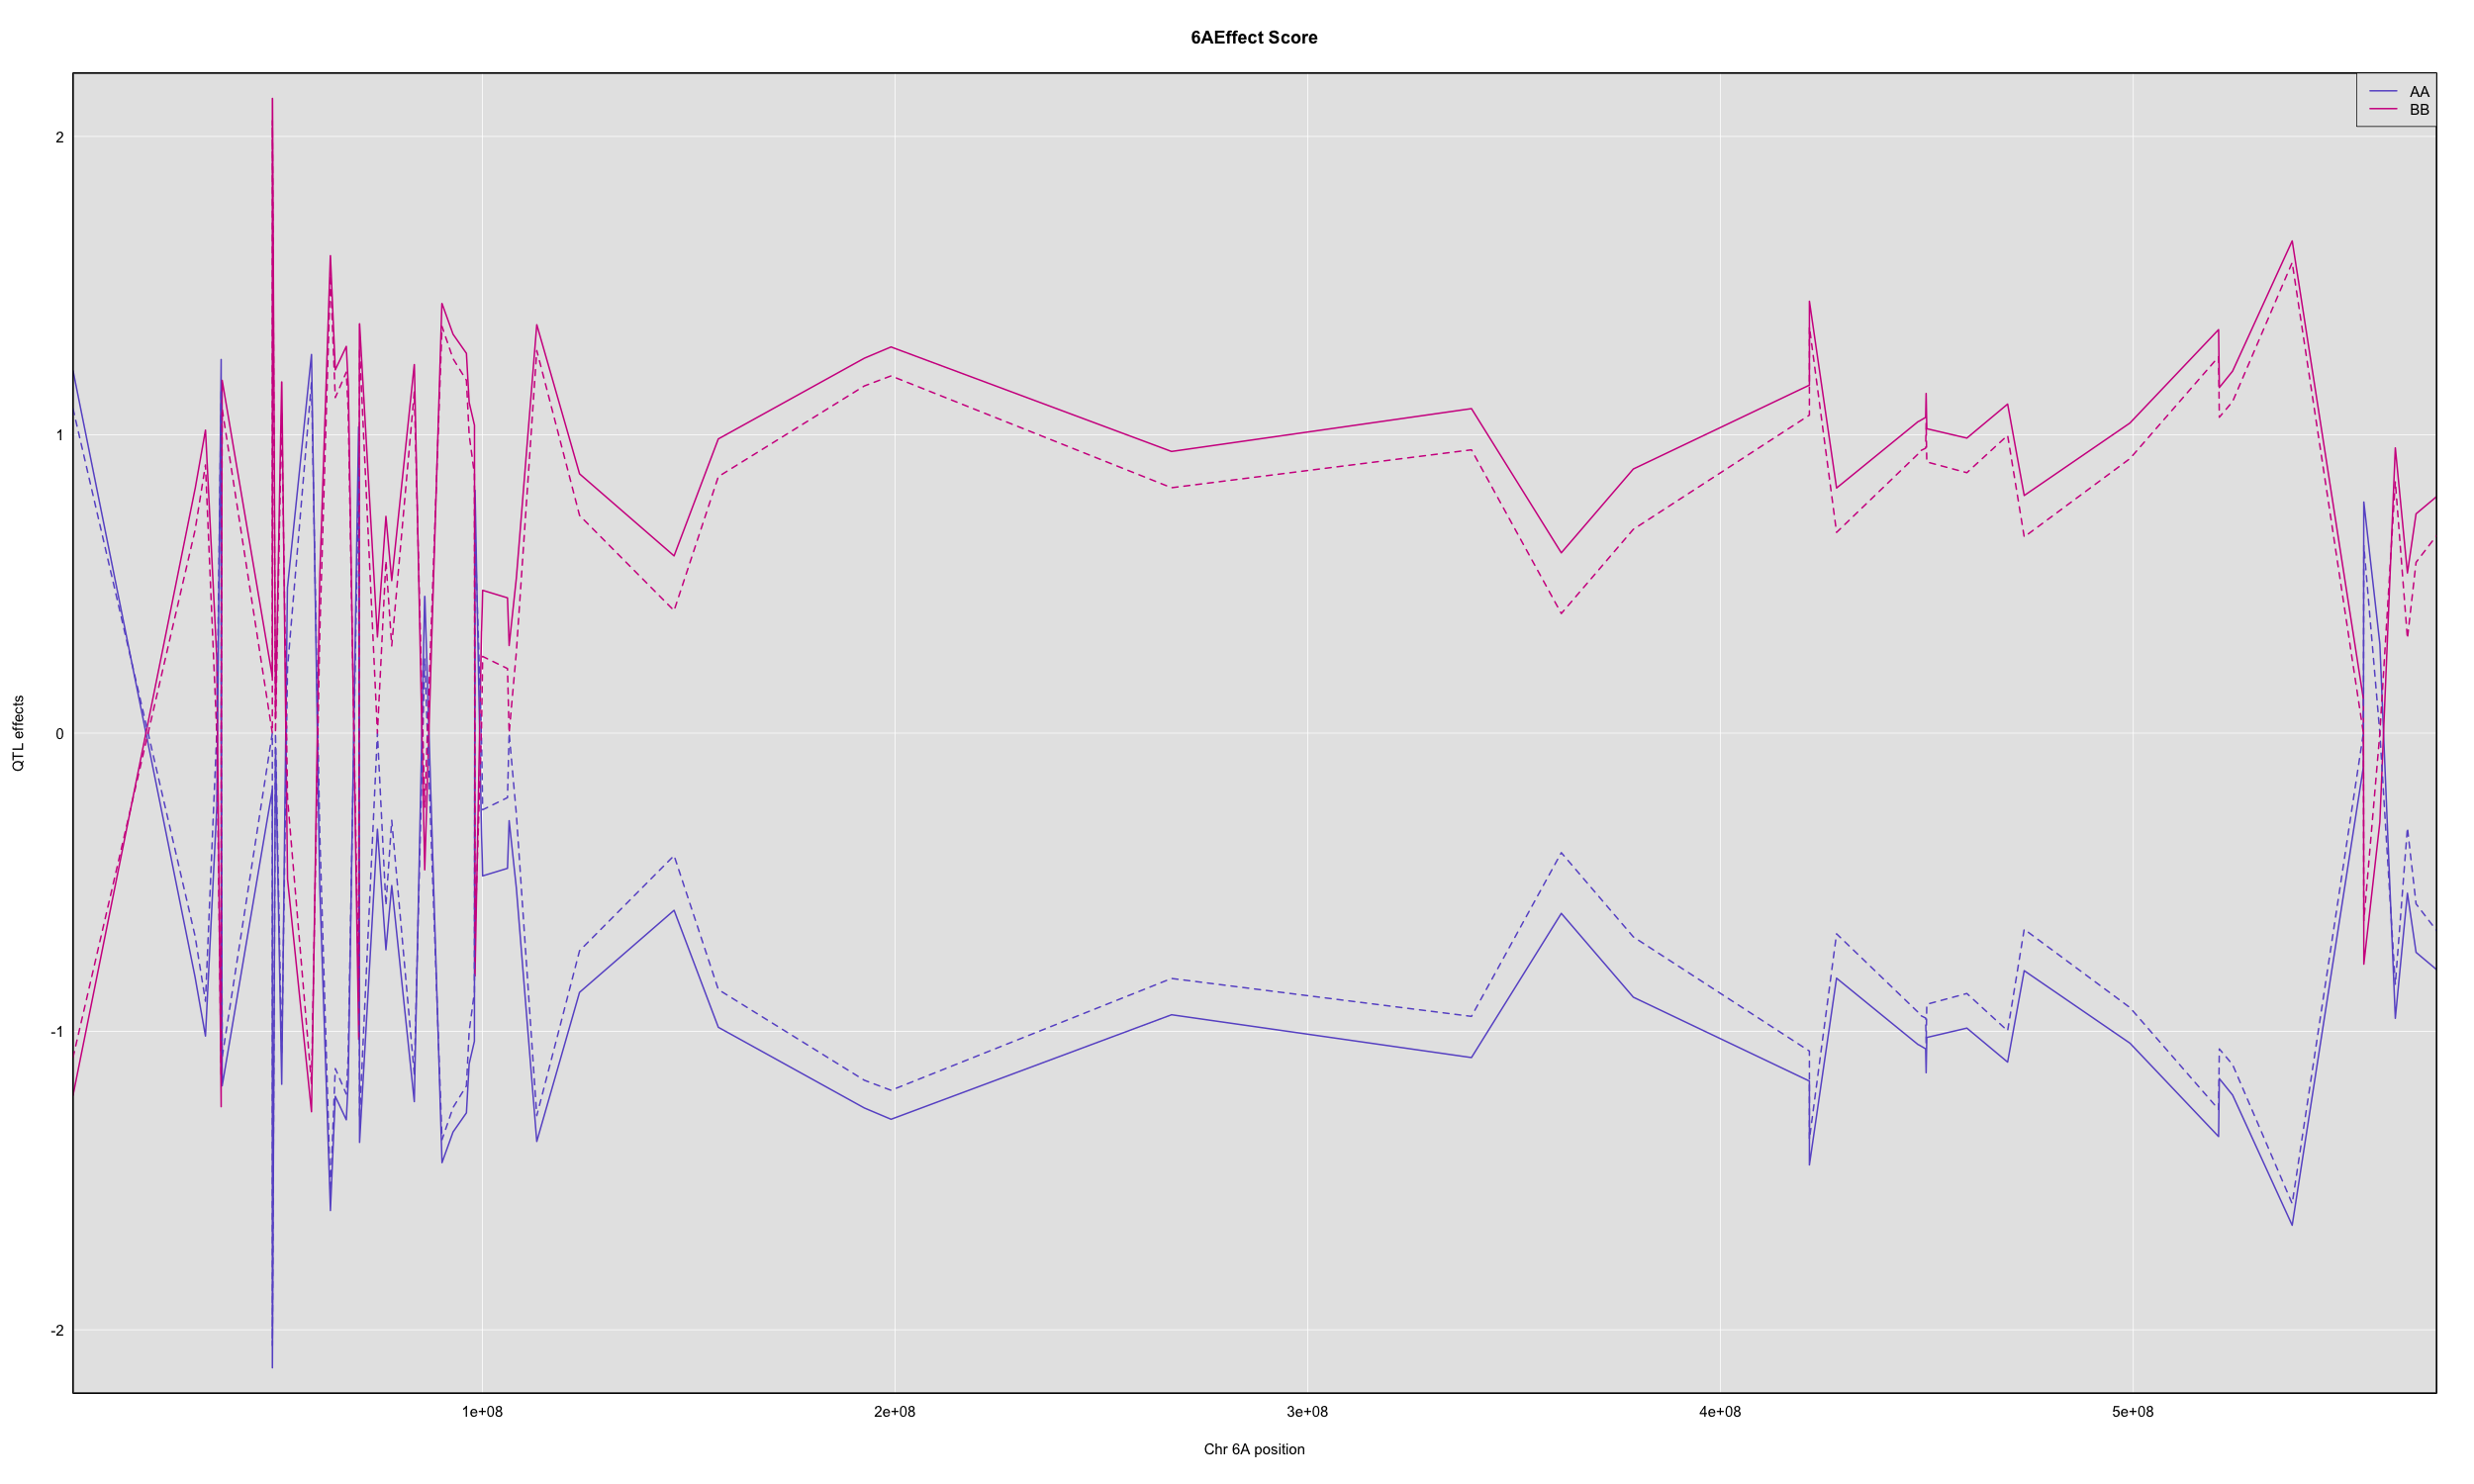 6AEffect Score
AA
BB
2
1
0
-1
-2
QTL effects
1e+08
2e+08
3e+08
4e+08
5e+08
Chr 6A position